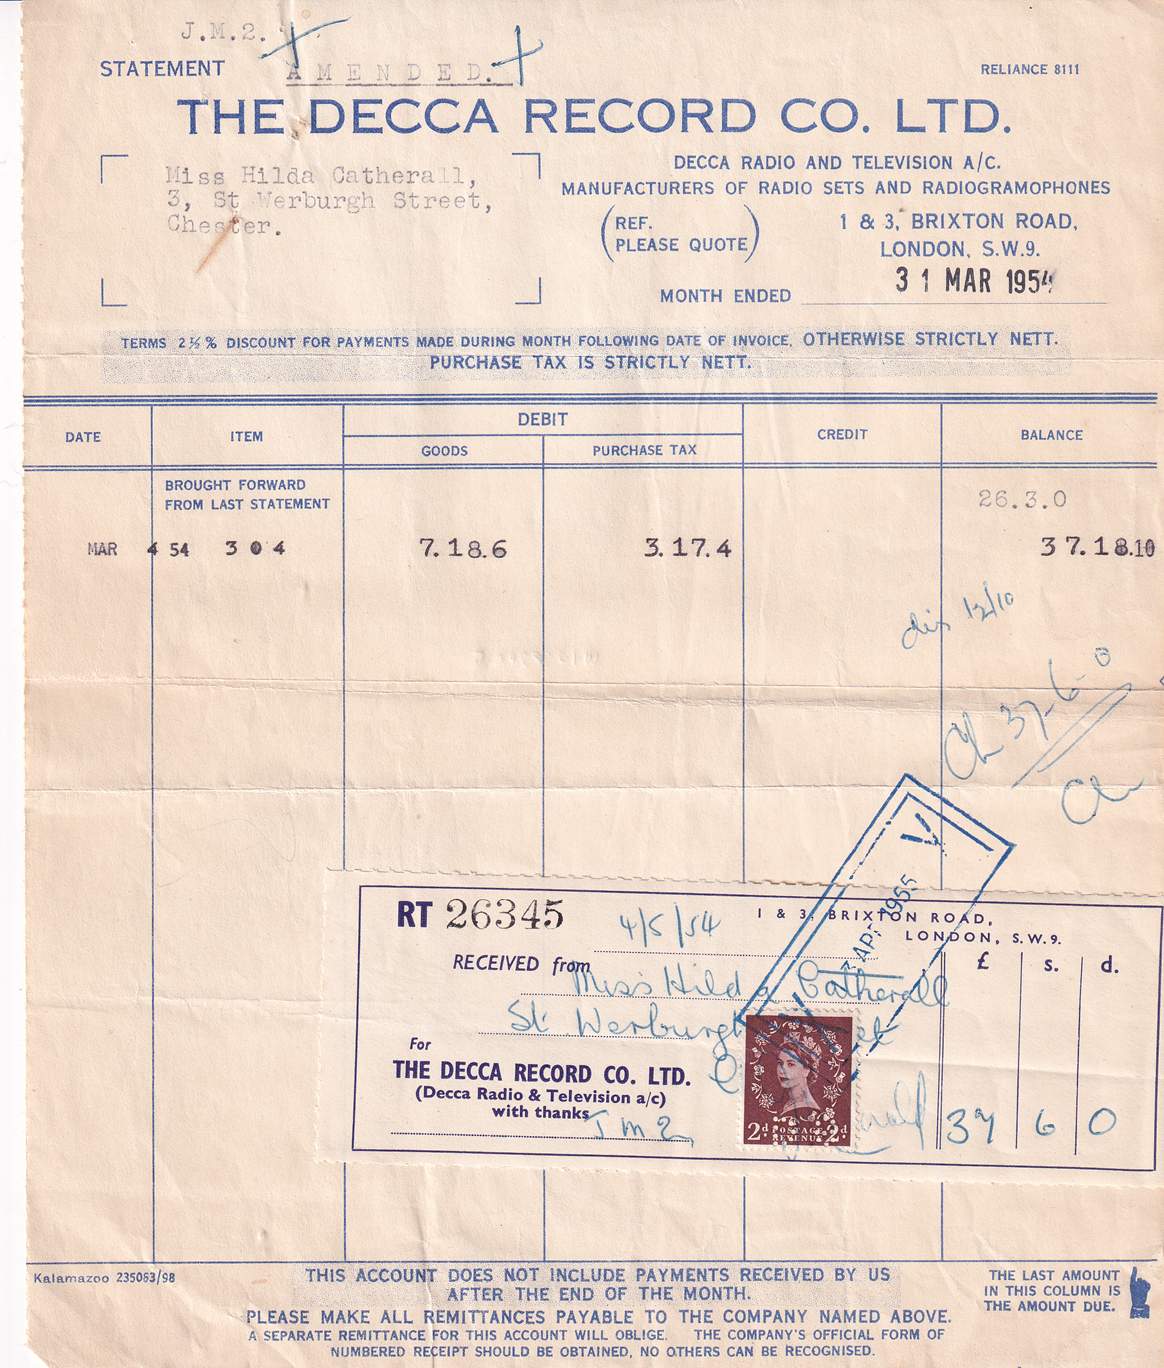 J.M.2.
STATEMENT
AMENDED.
RELIANCE 8111
THE DECCA RECORD CO. LTD.
Miss Hilda Catherall,
3, St Werburgh Street,
Chester.
DECCA RADIO AND TELEVISION A/C.
MANUFACTURERS OF RADIO SETS AND RADIOGRAMOPHONES
(REF.
PLEASE QUOTE)
1 & 3, BRIXTON ROAD,
LONDON, S.W.9.
MONTH ENDED 31 MAR 1954
TERMS 2½% DISCOUNT FOR PAYMENTS MADE DURING MONTH FOLLOWING DATE OF INVOICE, OTHERWISE STRICTLY NETT.
PURCHASE TAX IS STRICTLY NETT.
DATE ITEM DEBIT CREDIT BALANCE
GOODS PURCHASE TAX
BROUGHT FORWARD
FROM LAST STATEMENT
26.3.0
MAR 4 54 304 7.18.6 3.17.4 37.18.10
dis 12/10
Ch 37-6-0
RT 26345
4/5/54
1 & 3, BRIXTON ROAD,
LONDON, S.W.9.
APR 1955
RECEIVED from Miss Hilda Catherall
St Werburgh
£ s. d.
For
THE DECCA RECORD CO. LTD.
(Decca Radio & Television a/c)
with thanks
J M 2
37 6 0
2d POSTAGE REVENUE 2d
Kalamazoo 235063/98
THIS ACCOUNT DOES NOT INCLUDE PAYMENTS RECEIVED BY US
AFTER THE END OF THE MONTH.
PLEASE MAKE ALL REMITTANCES PAYABLE TO THE COMPANY NAMED ABOVE.
A SEPARATE REMITTANCE FOR THIS ACCOUNT WILL OBLIGE. THE COMPANY'S OFFICIAL FORM OF
NUMBERED RECEIPT SHOULD BE OBTAINED, NO OTHERS CAN BE RECOGNISED.
THE LAST AMOUNT
IN THIS COLUMN IS
THE AMOUNT DUE.